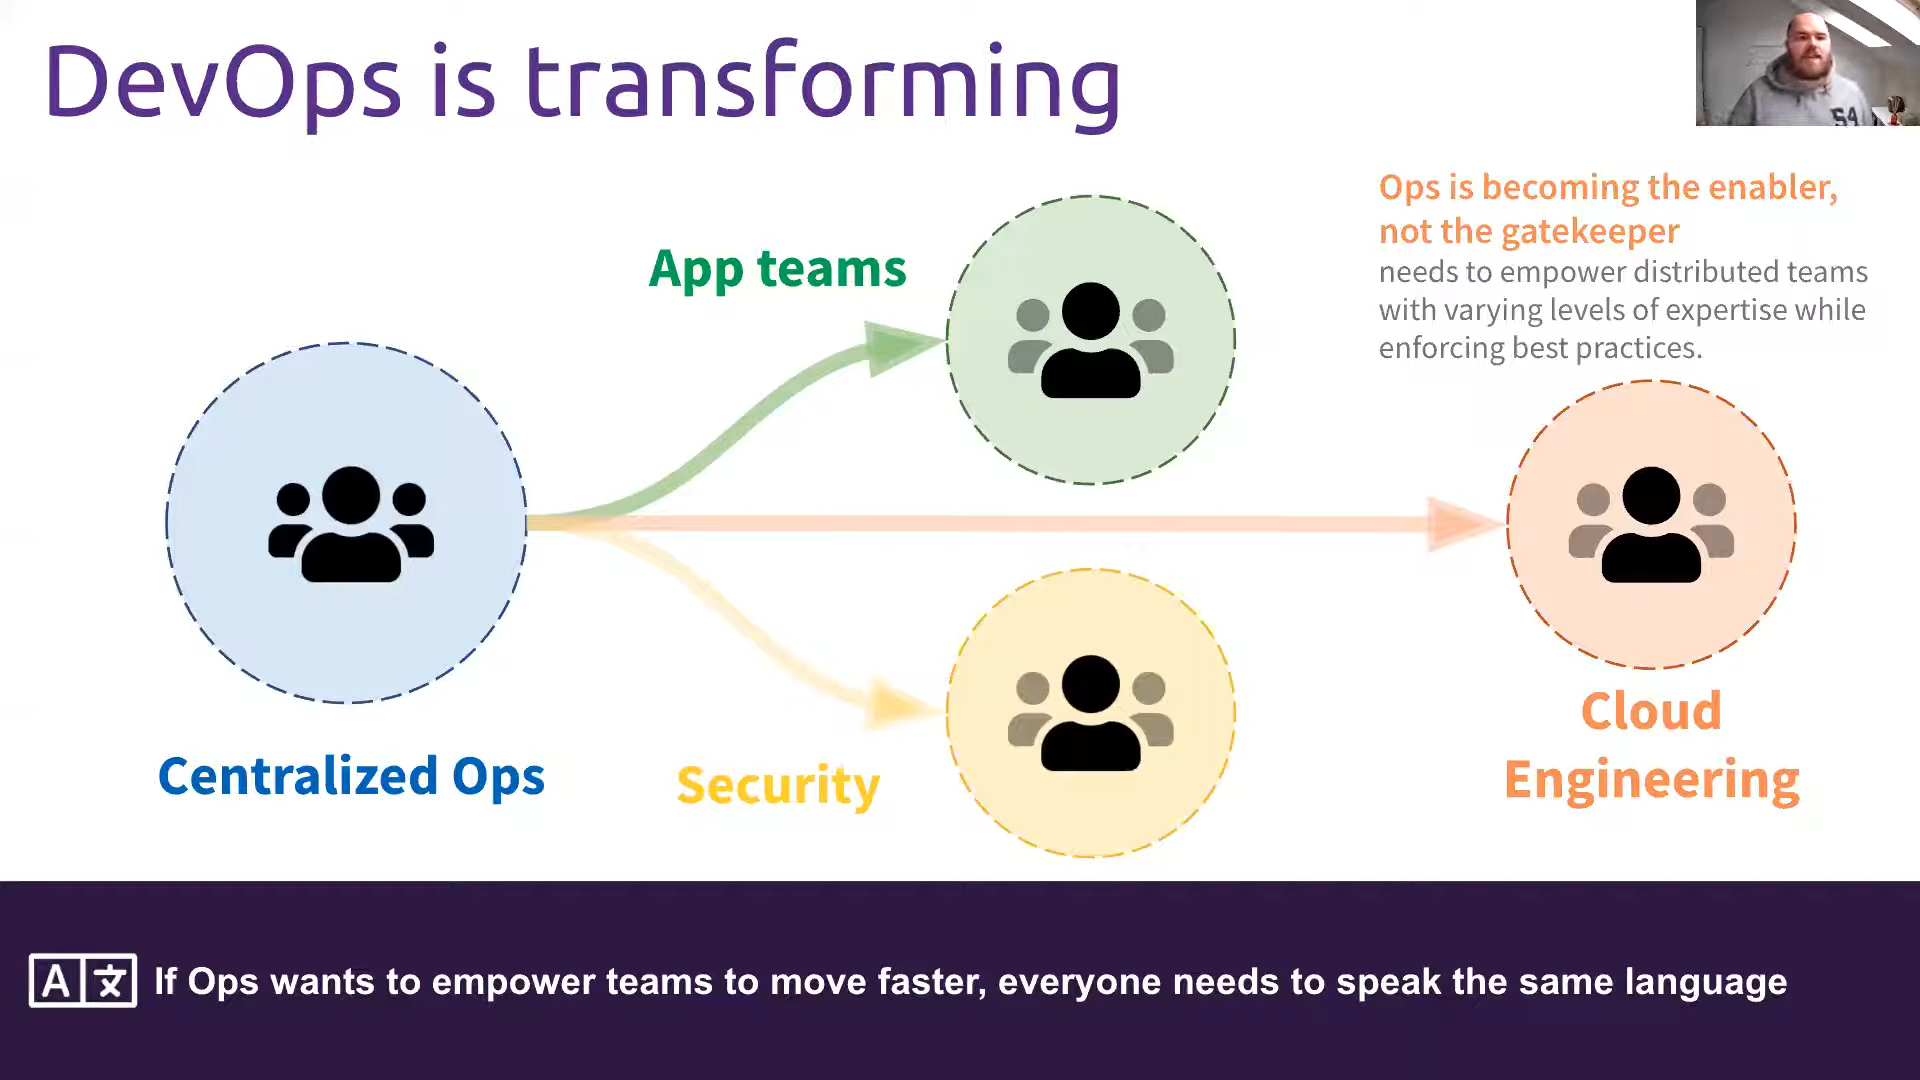 DevOps is transforming
54
Ops is becoming the enabler,
not the gatekeeper
needs to empower distributed teams
with varying levels of expertise while
enforcing best practices.
App teams
Centralized Ops
Security
Cloud
Engineering
A 文
If Ops wants to empower teams to move faster, everyone needs to speak the same language